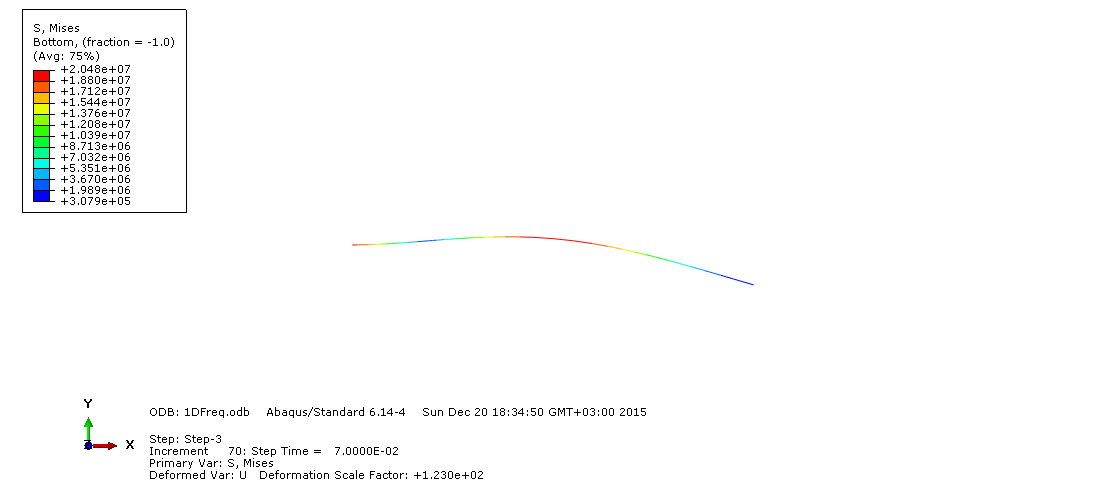 S, Mises
Bottom, (fraction = -1.0)
(Avg: 75%)
+2.048e+07
+1.880e+07
+1.712e+07
+1.544e+07
+1.376e+07
+1.208e+07
+1.039e+07
+8.713e+06
+7.032e+06
+5.351e+06
+3.670e+06
+1.989e+06
+3.079e+05
Y
Z
X
ODB: 1DFreq.odb Abaqus/Standard 6.14-4 Sun Dec 20 18:34:50 GMT+03:00 2015
Step: Step-3
Increment 70: Step Time = 7.0000E-02
Primary Var: S, Mises
Deformed Var: U Deformation Scale Factor: +1.230e+02